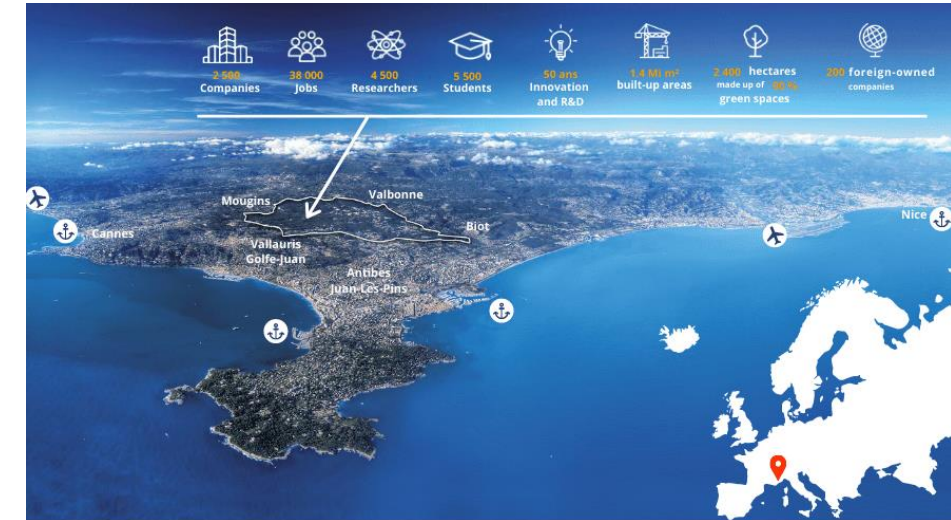 2 500
Companies
38 000
Jobs
4 500
Researchers
5 500
Students
50 ans
Innovation
and R&D
1.4 MI m²
built-up areas
2 400 hectares
made up of 90 %
green spaces
200 foreign-owned
companies
Mougins
Valbonne
Biot
Cannes
Vallauris
Golfe-Juan
Antibes
Juan-Les-Pins
Nice